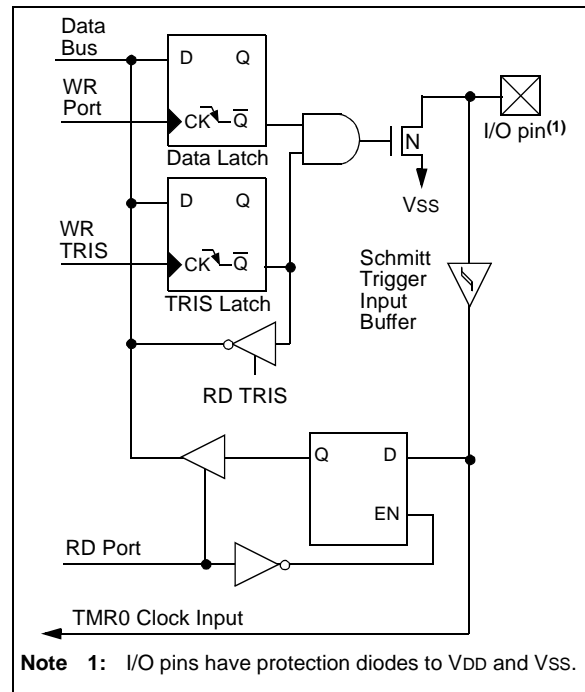 Data
Bus
D Q
WR
Port
CK Q̅
I/O pin(1)
N
Data Latch
VSS
D Q
WR
TRIS
CK Q̅
Schmitt
Trigger
Input
Buffer
TRIS Latch
RD TRIS
Q D
EN
RD Port
TMR0 Clock Input
Note 1: I/O pins have protection diodes to VDD and VSS.